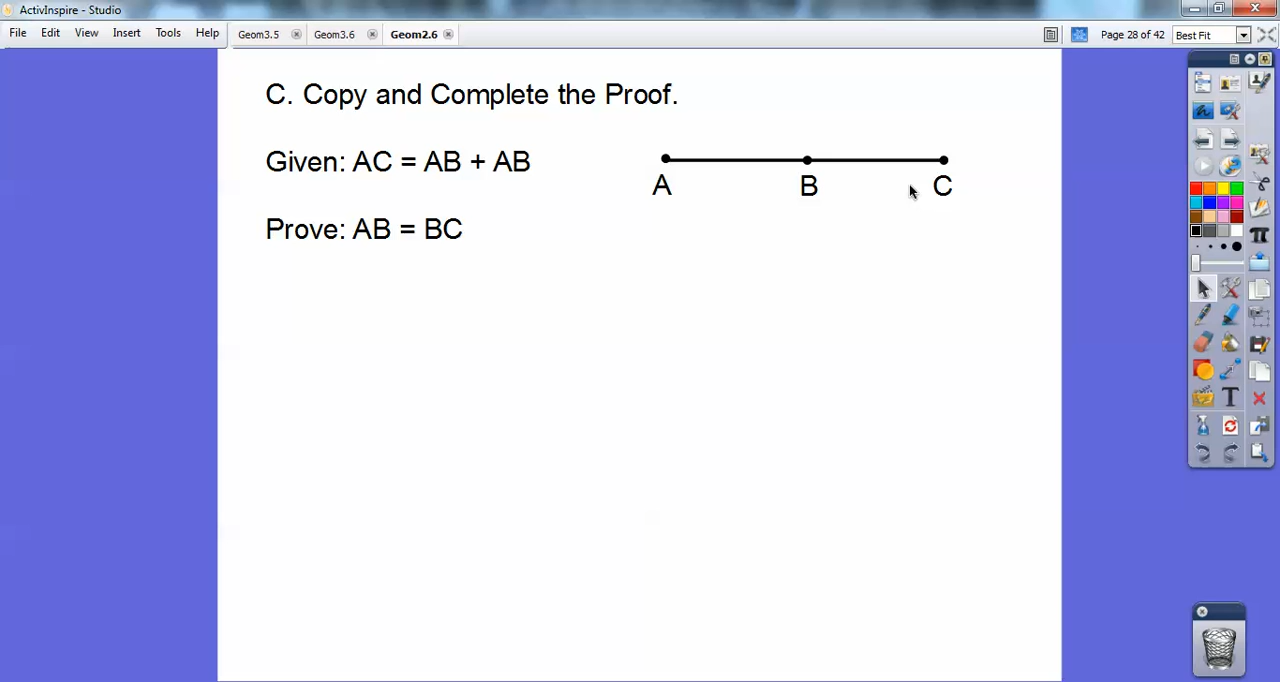 ActivInspire - Studio
File Edit View Insert Tools Help Geom3.5 Geom3.6 Geom2.6 Page 28 of 42 Best Fit
C. Copy and Complete the Proof.
Given: AC = AB + AB
A B C
Prove: AB = BC